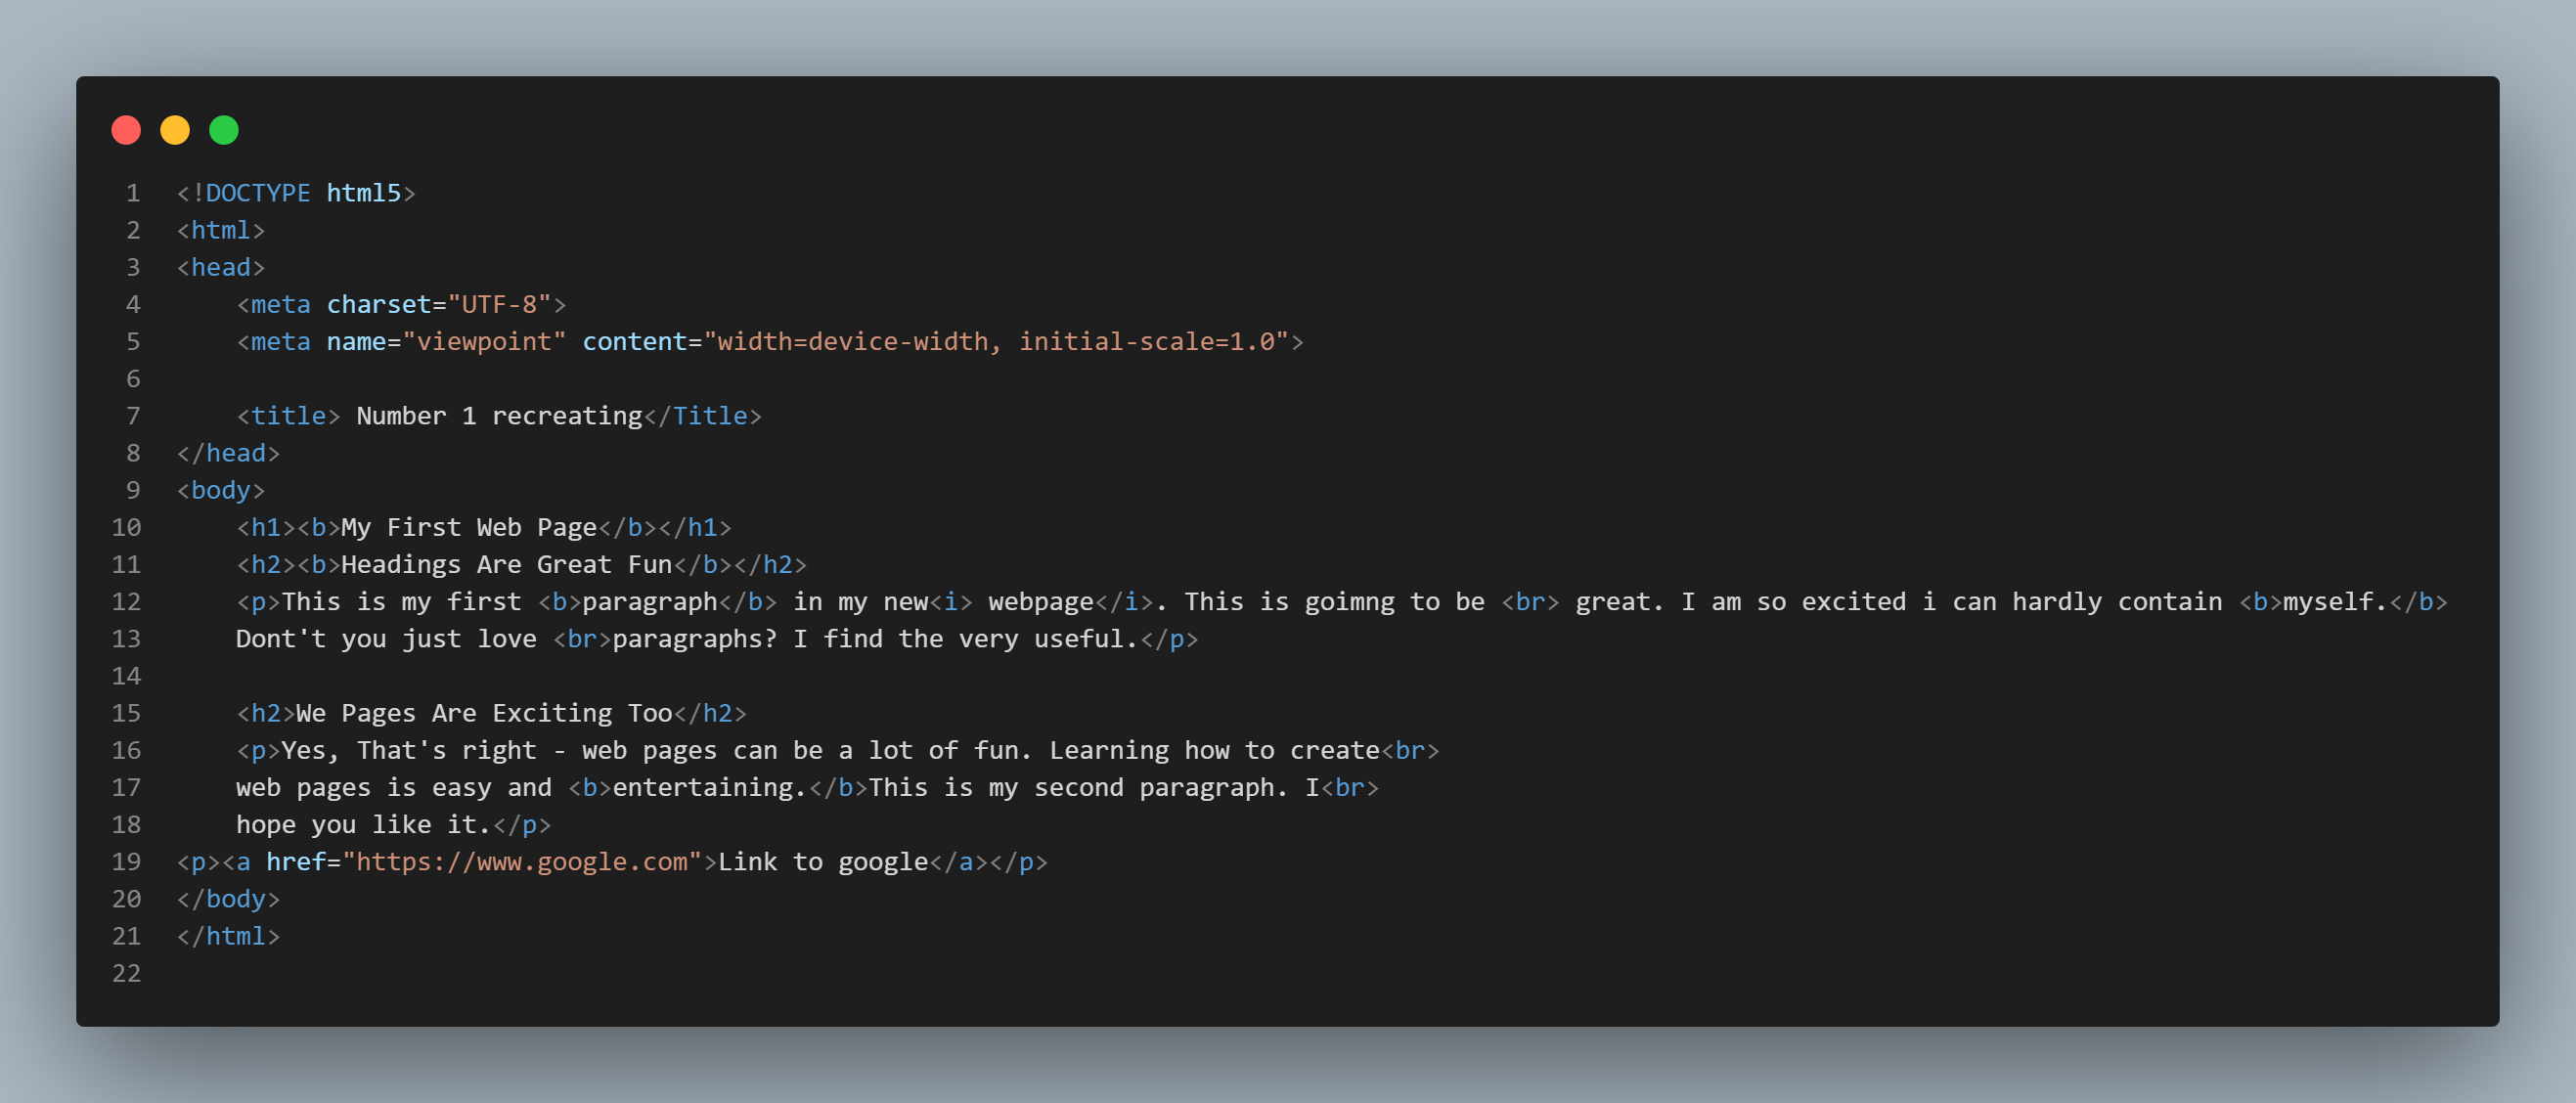 1 <!DOCTYPE html5>
2 <html>
3 <head>
4     <meta charset="UTF-8">
5     <meta name="viewpoint" content="width=device-width, initial-scale=1.0">
6
7     <title> Number 1 recreating</Title>
8 </head>
9 <body>
10     <h1><b>My First Web Page</b></h1>
11     <h2><b>Headings Are Great Fun</b></h2>
12     <p>This is my first <b>paragraph</b> in my new<i> webpage</i>. This is goimng to be <br> great. I am so excited i can hardly contain <b>myself.</b>
13     Dont't you just love <br>paragraphs? I find the very useful.</p>
14
15     <h2>We Pages Are Exciting Too</h2>
16     <p>Yes, That's right - web pages can be a lot of fun. Learning how to create<br>
17     web pages is easy and <b>entertaining.</b>This is my second paragraph. I<br>
18     hope you like it.</p>
19 <p><a href="https://www.google.com">Link to google</a></p>
20 </body>
21 </html>
22